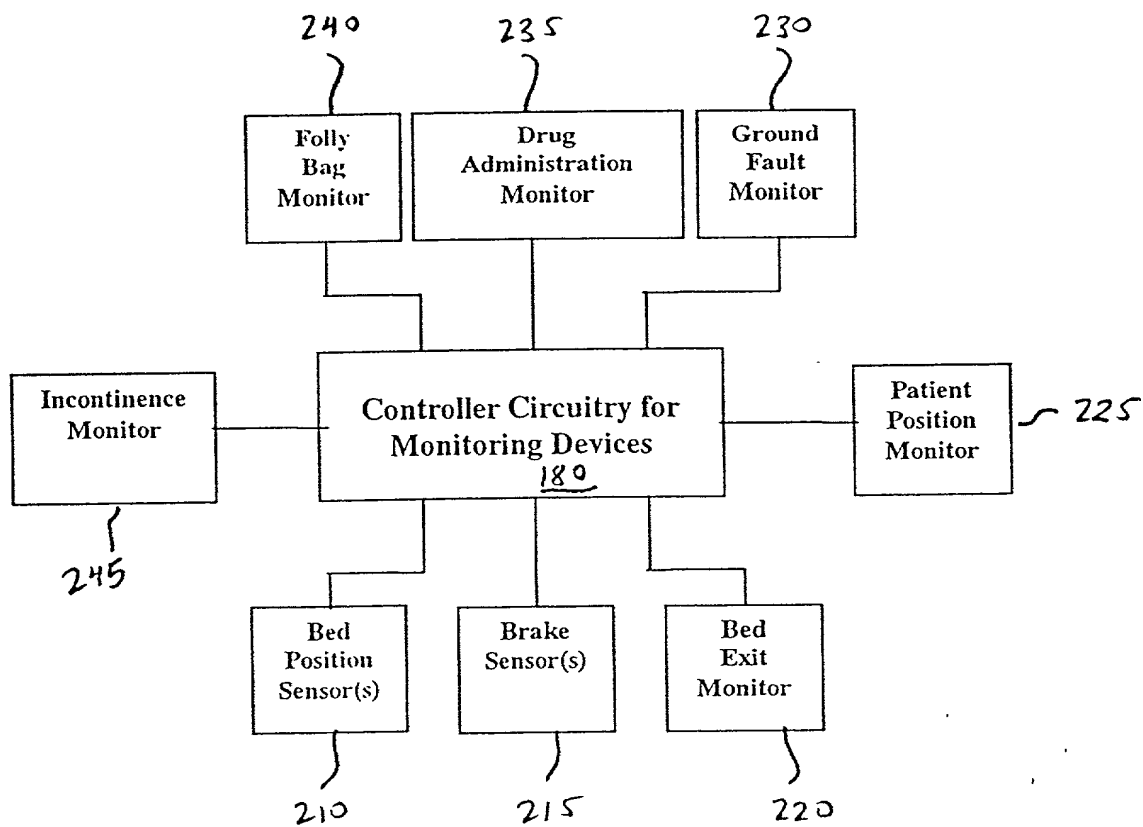 240
235
230
Folly
Bag
Monitor
Drug
Administration
Monitor
Ground
Fault
Monitor
Incontinence
Monitor
Controller Circuitry for
Monitoring Devices
180
Patient
Position
Monitor
225
245
Bed
Position
Sensor(s)
Brake
Sensor(s)
Bed
Exit
Monitor
210
215
220